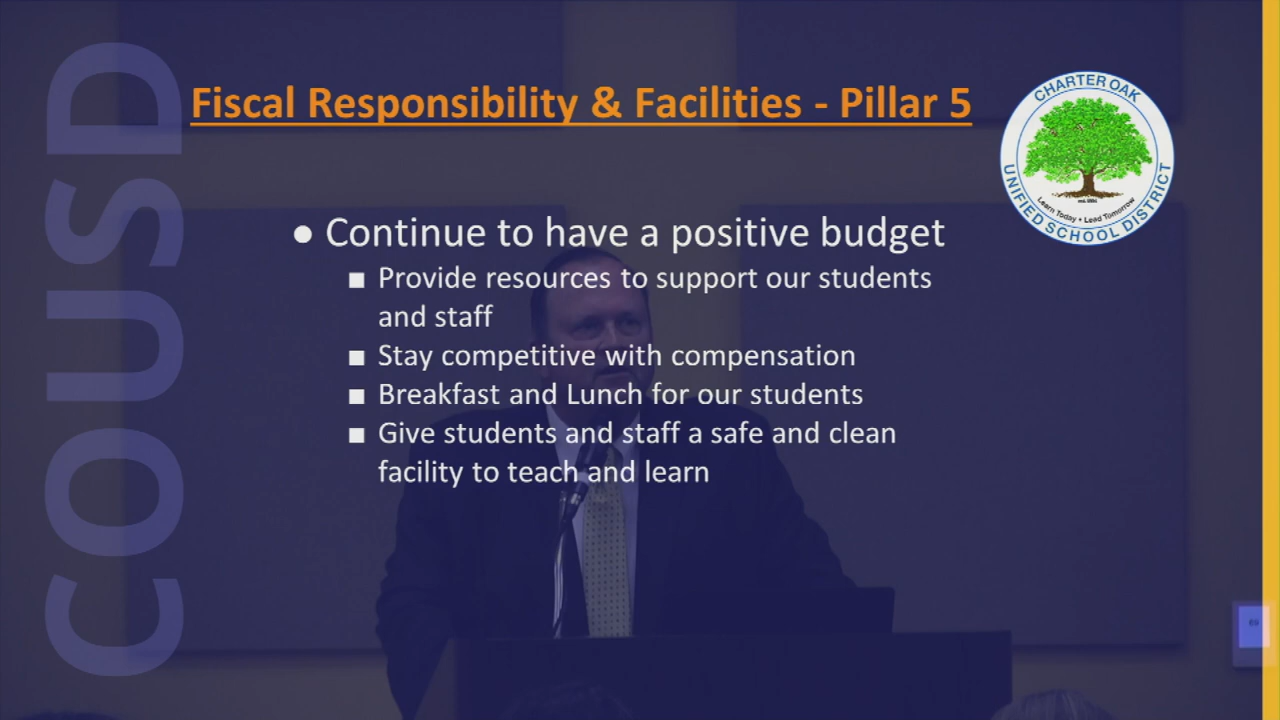 COUSD
Fiscal Responsibility & Facilities - Pillar 5
CHARTER OAK
UNIFIED SCHOOL DISTRICT
Learn Today • Lead Tomorrow
● Continue to have a positive budget
■ Provide resources to support our students
and staff
■ Stay competitive with compensation
■ Breakfast and Lunch for our students
■ Give students and staff a safe and clean
facility to teach and learn